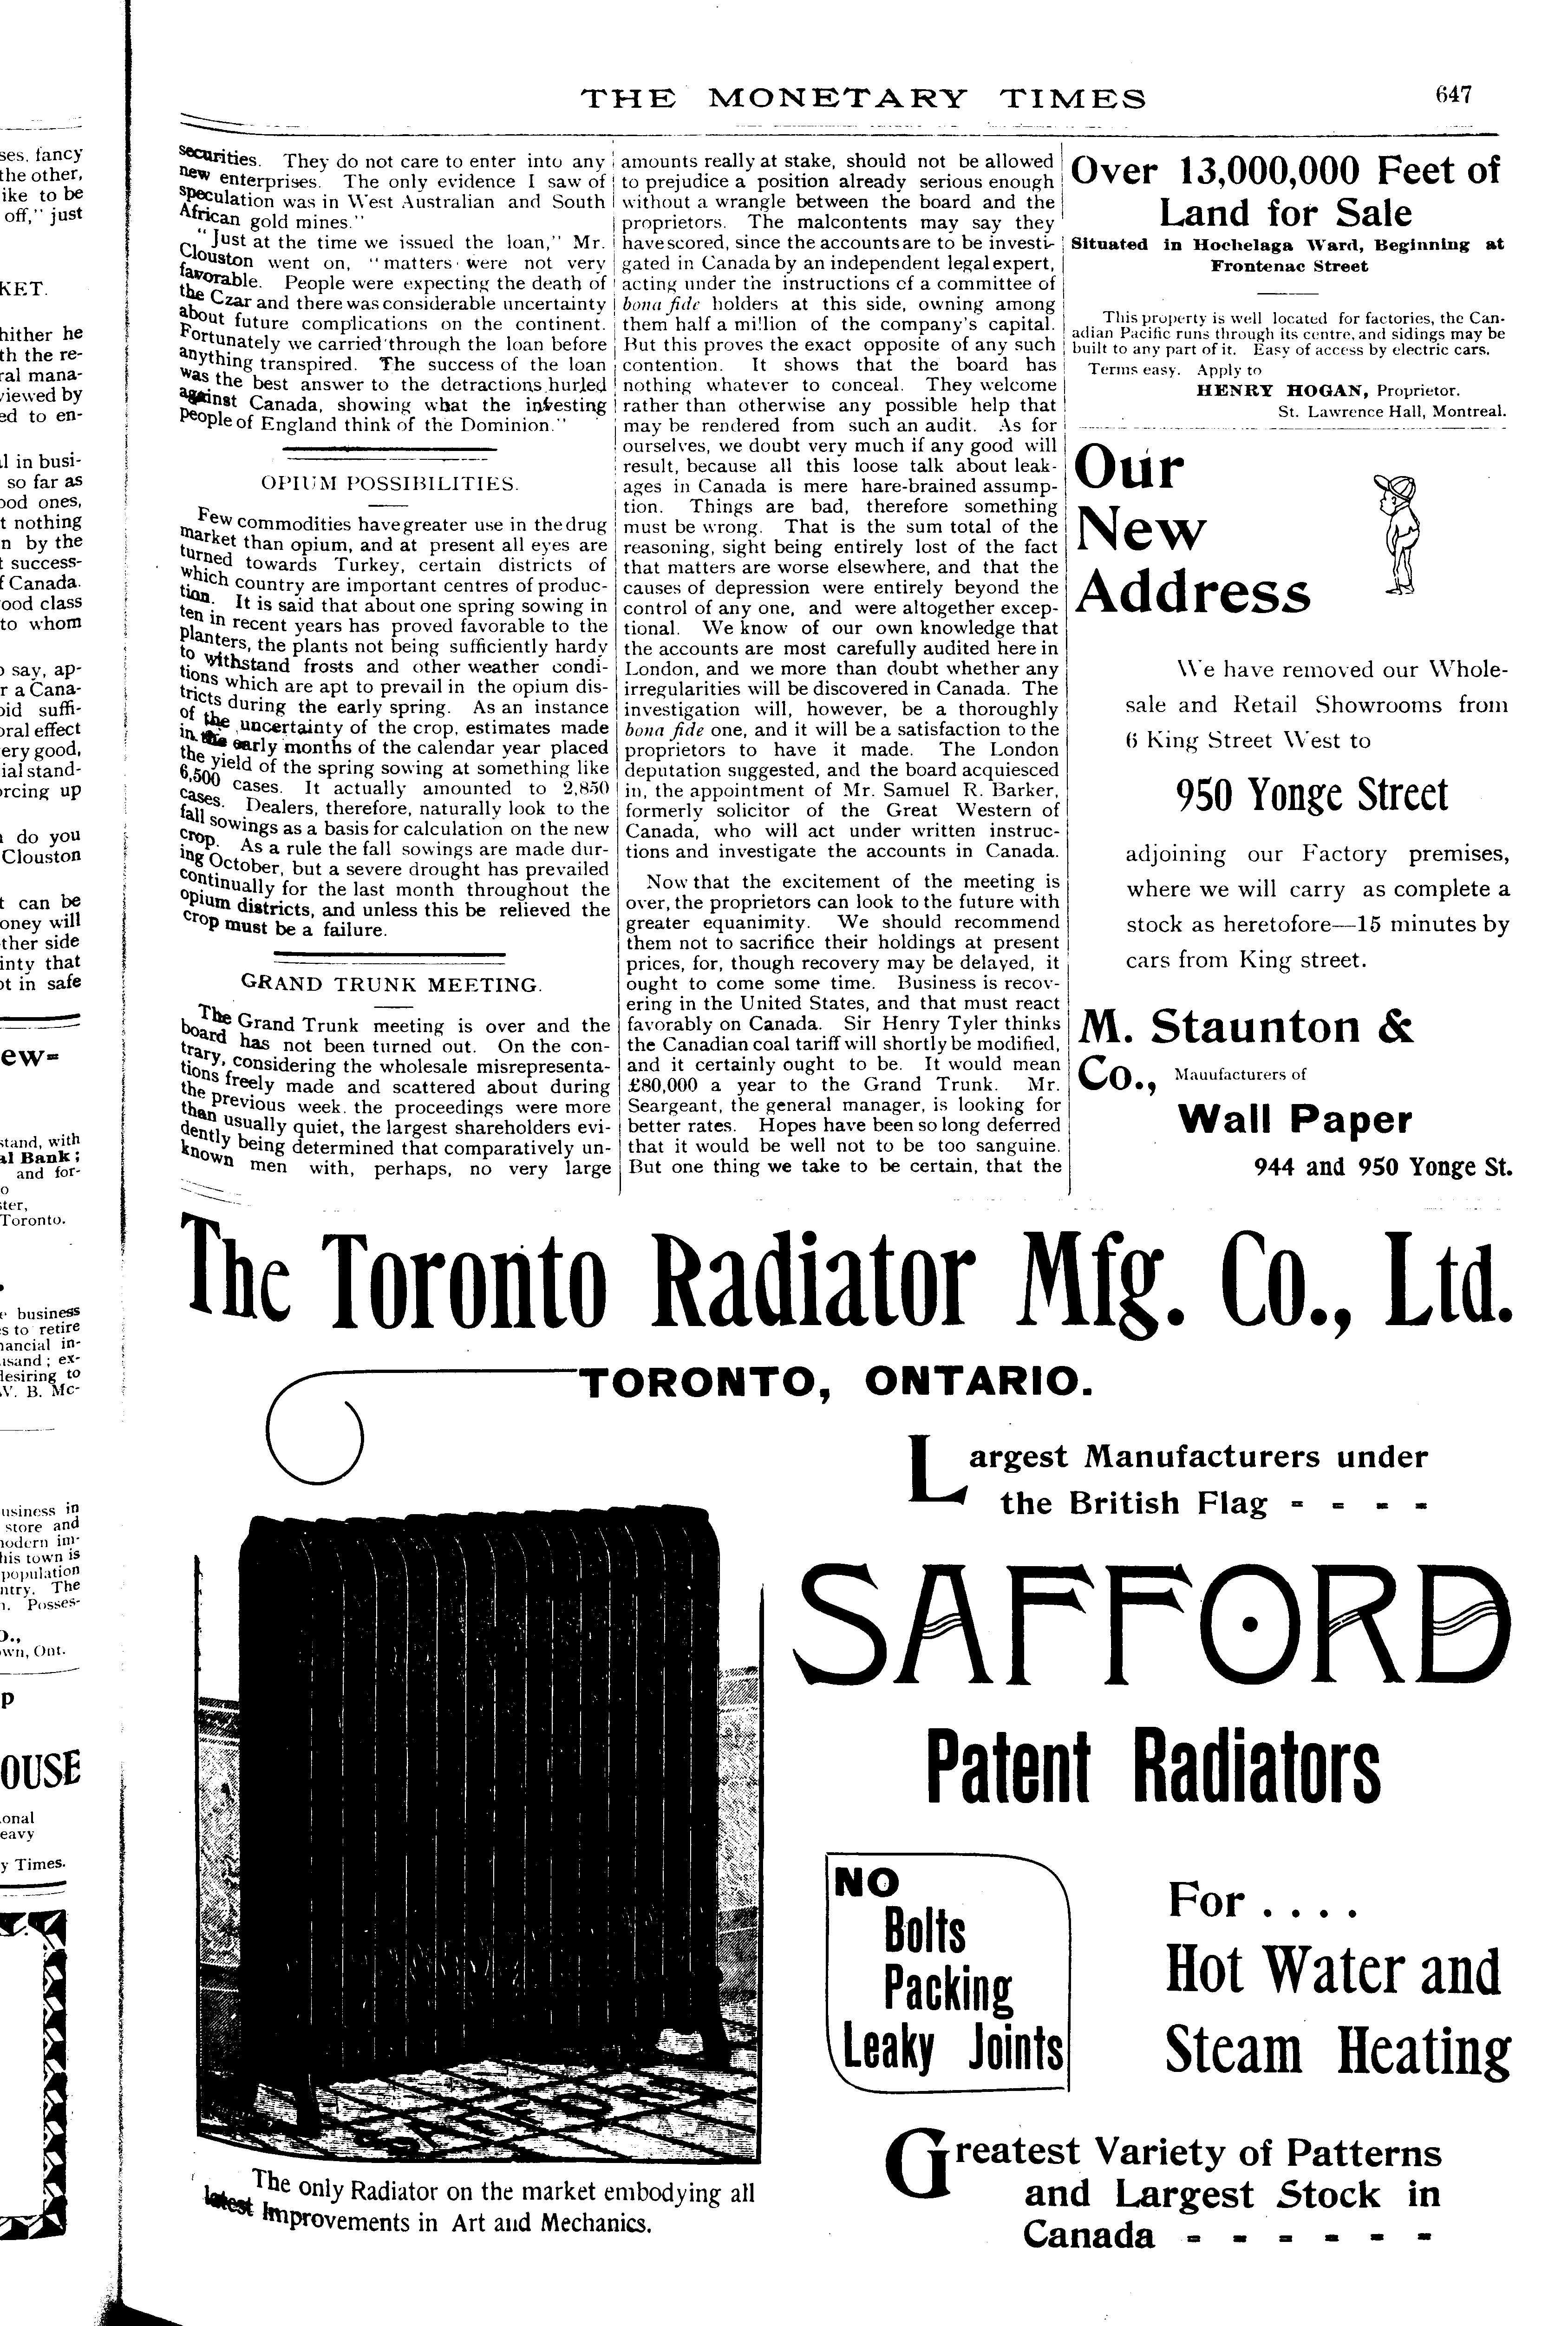 THE MONETARY TIMES
647
securities. They do not care to enter into any
new enterprises. The only evidence I saw of
speculation was in West Australian and South
African gold mines."
"Just at the time we issued the loan," Mr.
Clouston went on, "matters were not very
favorable. People were expecting the death of
the Czar and there was considerable uncertainty
about future complications on the continent.
Fortunately we carried through the loan before
anything transpired. The success of the loan
was the best answer to the detractions hurled
against Canada, showing what the investing
people of England think of the Dominion."
OPIUM POSSIBILITIES.
Few commodities have greater use in the drug
market than opium, and at present all eyes are
turned towards Turkey, certain districts of
which country are important centres of produc-
tion. It is said that about one spring sowing in
ten in recent years has proved favorable to the
planters, the plants not being sufficiently hardy
to withstand frosts and other weather condi-
tions which are apt to prevail in the opium dis-
tricts during the early spring. As an instance
of the uncertainty of the crop, estimates made
in the early months of the calendar year placed
the yield of the spring sowing at something like
6,500 cases. It actually amounted to 2,850
cases. Dealers, therefore, naturally look to the
fall sowings as a basis for calculation on the new
crop. As a rule the fall sowings are made dur-
ing October, but a severe drought has prevailed
continually for the last month throughout the
opium districts, and unless this be relieved the
crop must be a failure.
GRAND TRUNK MEETING.
The Grand Trunk meeting is over and the
board has not been turned out. On the con-
trary, considering the wholesale misrepresenta-
tions freely made and scattered about during
the previous week. the proceedings were more
than usually quiet, the largest shareholders evi-
dently being determined that comparatively un-
known men with, perhaps, no very large
amounts really at stake, should not be allowed
to prejudice a position already serious enough
without a wrangle between the board and the
proprietors. The malcontents may say they
have scored, since the accounts are to be investi-
gated in Canada by an independent legal expert,
acting under the instructions of a committee of
bona fide holders at this side, owning among
them half a million of the company's capital.
But this proves the exact opposite of any such
contention. It shows that the board has
nothing whatever to conceal. They welcome
rather than otherwise any possible help that
may be rendered from such an audit. As for
ourselves, we doubt very much if any good will
result, because all this loose talk about leak-
ages in Canada is mere hare-brained assump-
tion. Things are bad, therefore something
must be wrong. That is the sum total of the
reasoning, sight being entirely lost of the fact
that matters are worse elsewhere, and that the
causes of depression were entirely beyond the
control of any one, and were altogether excep-
tional. We know of our own knowledge that
the accounts are most carefully audited here in
London, and we more than doubt whether any
irregularities will be discovered in Canada. The
investigation will, however, be a thoroughly
bona fide one, and it will be a satisfaction to the
proprietors to have it made. The London
deputation suggested, and the board acquiesced
in, the appointment of Mr. Samuel R. Barker,
formerly solicitor of the Great Western of
Canada, who will act under written instruc-
tions and investigate the accounts in Canada.
Now that the excitement of the meeting is
over, the proprietors can look to the future with
greater equanimity. We should recommend
them not to sacrifice their holdings at present
prices, for, though recovery may be delayed, it
ought to come some time. Business is recov-
ering in the United States, and that must react
favorably on Canada. Sir Henry Tyler thinks
the Canadian coal tariff will shortly be modified,
and it certainly ought to be. It would mean
£80,000 a year to the Grand Trunk. Mr.
Seargeant, the general manager, is looking for
better rates. Hopes have been so long deferred
that it would be well not to be too sanguine.
But one thing we take to be certain, that the
Over 13,000,000 Feet of
Land for Sale
Situated in Hochelaga Ward, Beginning at
Frontenac Street
This property is well located for factories, the Can-
adian Pacific runs through its centre, and sidings may be
built to any part of it. Easy of access by electric cars.
Terms easy. Apply to
HENRY HOGAN, Proprietor.
St. Lawrence Hall, Montreal.
Our
New
Address
We have removed our Whole-
sale and Retail Showrooms from
6 King Street West to
950 Yonge Street
adjoining our Factory premises,
where we will carry as complete a
stock as heretofore—15 minutes by
cars from King street.
M. Staunton &
Co., Mauufacturers of
Wall Paper
944 and 950 Yonge St.
The Toronto Radiator Mfg. Co., Ltd.
TORONTO, ONTARIO.
Largest Manufacturers under
the British Flag - - - -
SAFFORD
Patent Radiators
NO
Bolts
Packing
Leaky Joints
For . . . .
Hot Water and
Steam Heating
Greatest Variety of Patterns
and Largest Stock in
Canada - - - - - -
SAFFORD
The only Radiator on the market embodying all
latest Improvements in Art and Mechanics.